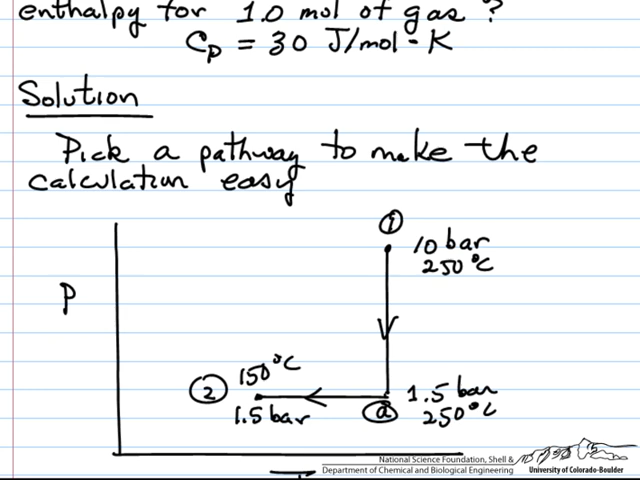 enthalpy for 1.0 mol of gas?
Cp = 30 J/mol-K
Solution
Pick a pathway to make the
calculation easy
1
10 bar
250°C
P
150°C
2
1.5 bar
a
1.5 bar
250°C
National Science Foundation, Shell &
Department of Chemical and Biological Engineering
University of Colorado-Boulder